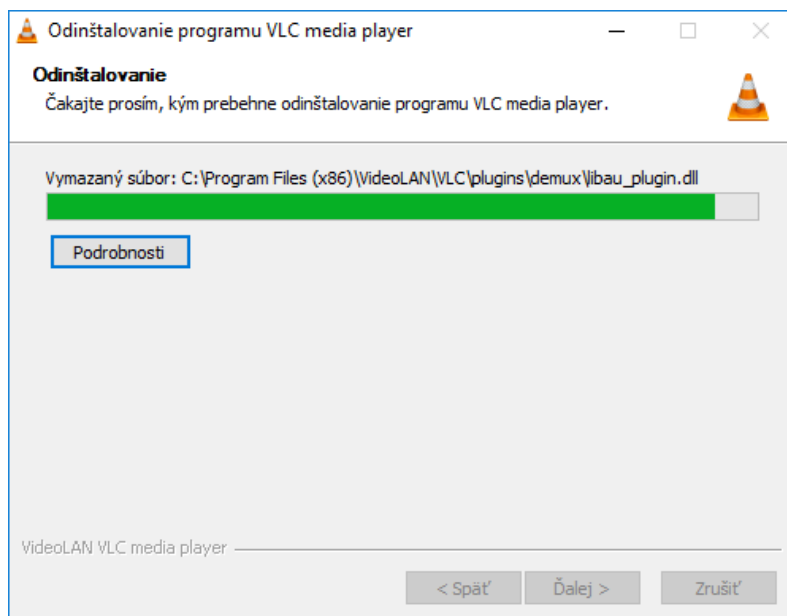 Odinštalovanie programu VLC media player
Odinštalovanie
Čakajte prosím, kým prebehne odinštalovanie programu VLC media player.
Vymazaný súbor: C:\Program Files (x86)\VideoLAN\VLC\plugins\demux\libau_plugin.dll
Podrobnosti
VideoLAN VLC media player
< Späť Ďalej > Zrušiť